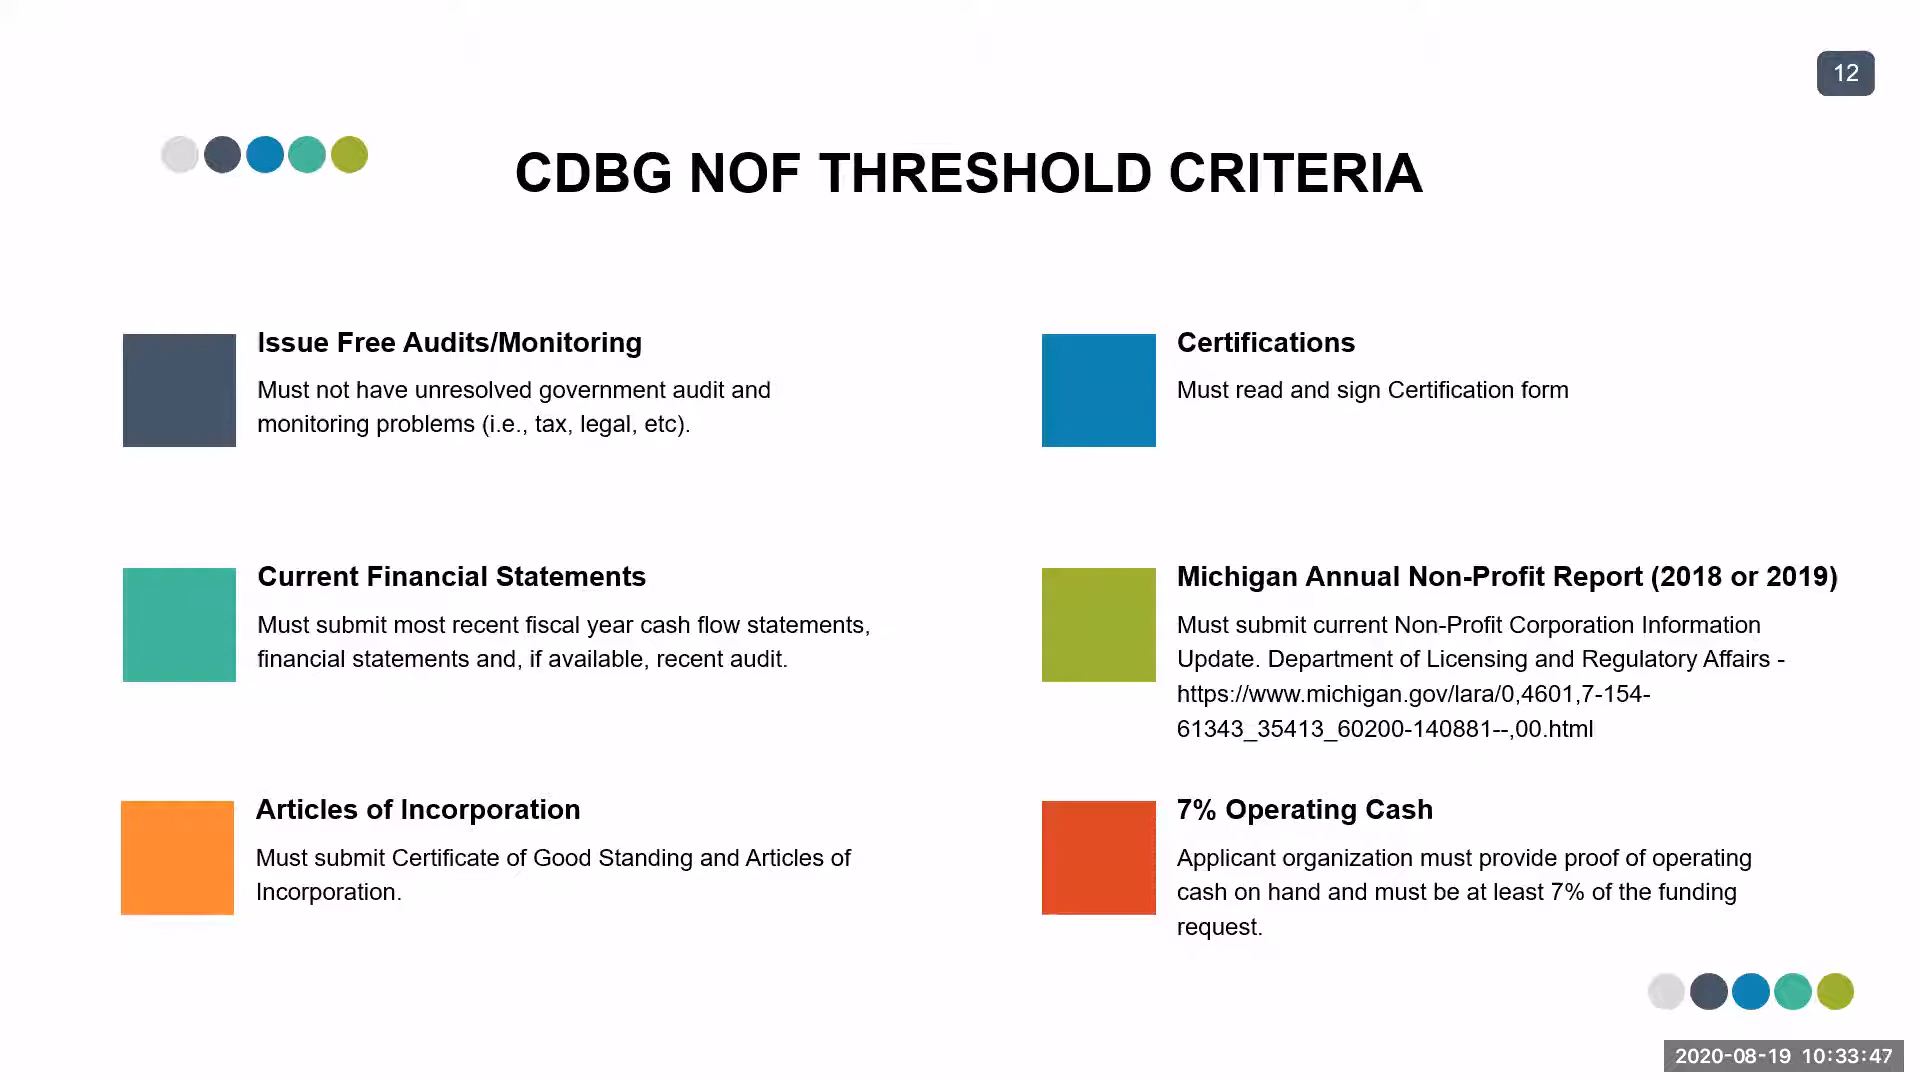 12
CDBG NOF THRESHOLD CRITERIA
Issue Free Audits/Monitoring
Must not have unresolved government audit and
monitoring problems (i.e., tax, legal, etc).
Certifications
Must read and sign Certification form
Current Financial Statements
Must submit most recent fiscal year cash flow statements,
financial statements and, if available, recent audit.
Michigan Annual Non-Profit Report (2018 or 2019)
Must submit current Non-Profit Corporation Information
Update. Department of Licensing and Regulatory Affairs -
https://www.michigan.gov/lara/0,4601,7-154-
61343_35413_60200-140881--,00.html
Articles of Incorporation
Must submit Certificate of Good Standing and Articles of
Incorporation.
7% Operating Cash
Applicant organization must provide proof of operating
cash on hand and must be at least 7% of the funding
request.
2020-08-19 10:33:47